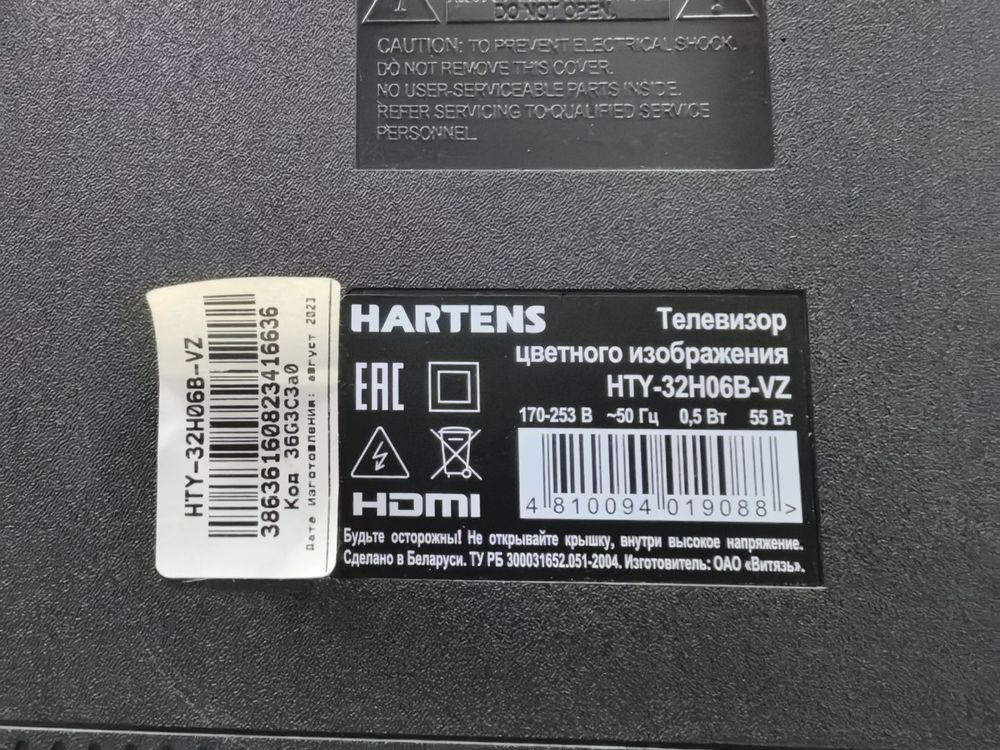 DO NOT OPEN.
CAUTION: TO PREVENT ELECTRICAL SHOCK.
DO NOT REMOVE THIS COVER.
NO USER-SERVICEABLE PARTS INSIDE.
REFER SERVICING TO QUALIFIED SERVICE
PERSONNEL
HTY-32H06B-VZ
38636160823416636
Код 36G3C3a0
Дата Изготовления: август 2023
HARTENS
Телевизор
цветного изображения
HTY-32H06B-VZ
170-253 В ~50 Гц 0,5 Вт 55 Вт
EAC
HDMI
4 810094 019088 >
Будьте осторожны! Не открывайте крышку, внутри высокое напряжение.
Сделано в Беларуси. ТУ РБ 300031652.051-2004. Изготовитель: ОАО «Витязь».